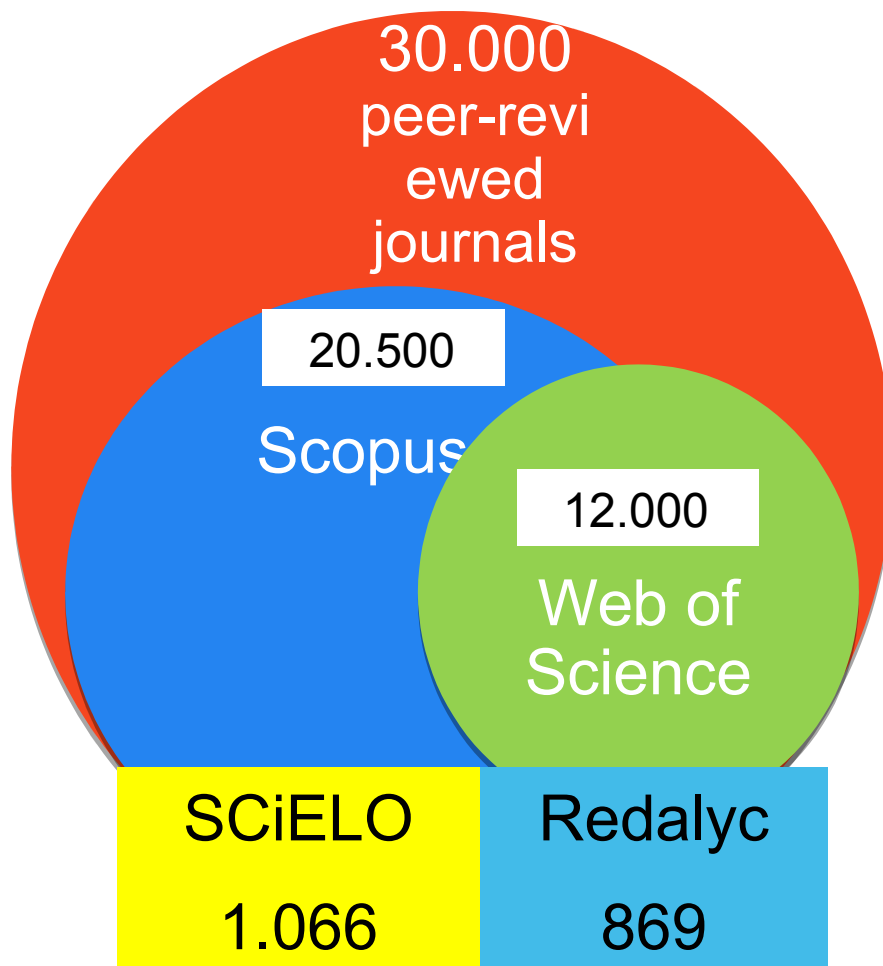 30.000
peer-revi
ewed
journals
20.500
Scopus
12.000
Web of
Science
SCiELO
Redalyc
1.066
869